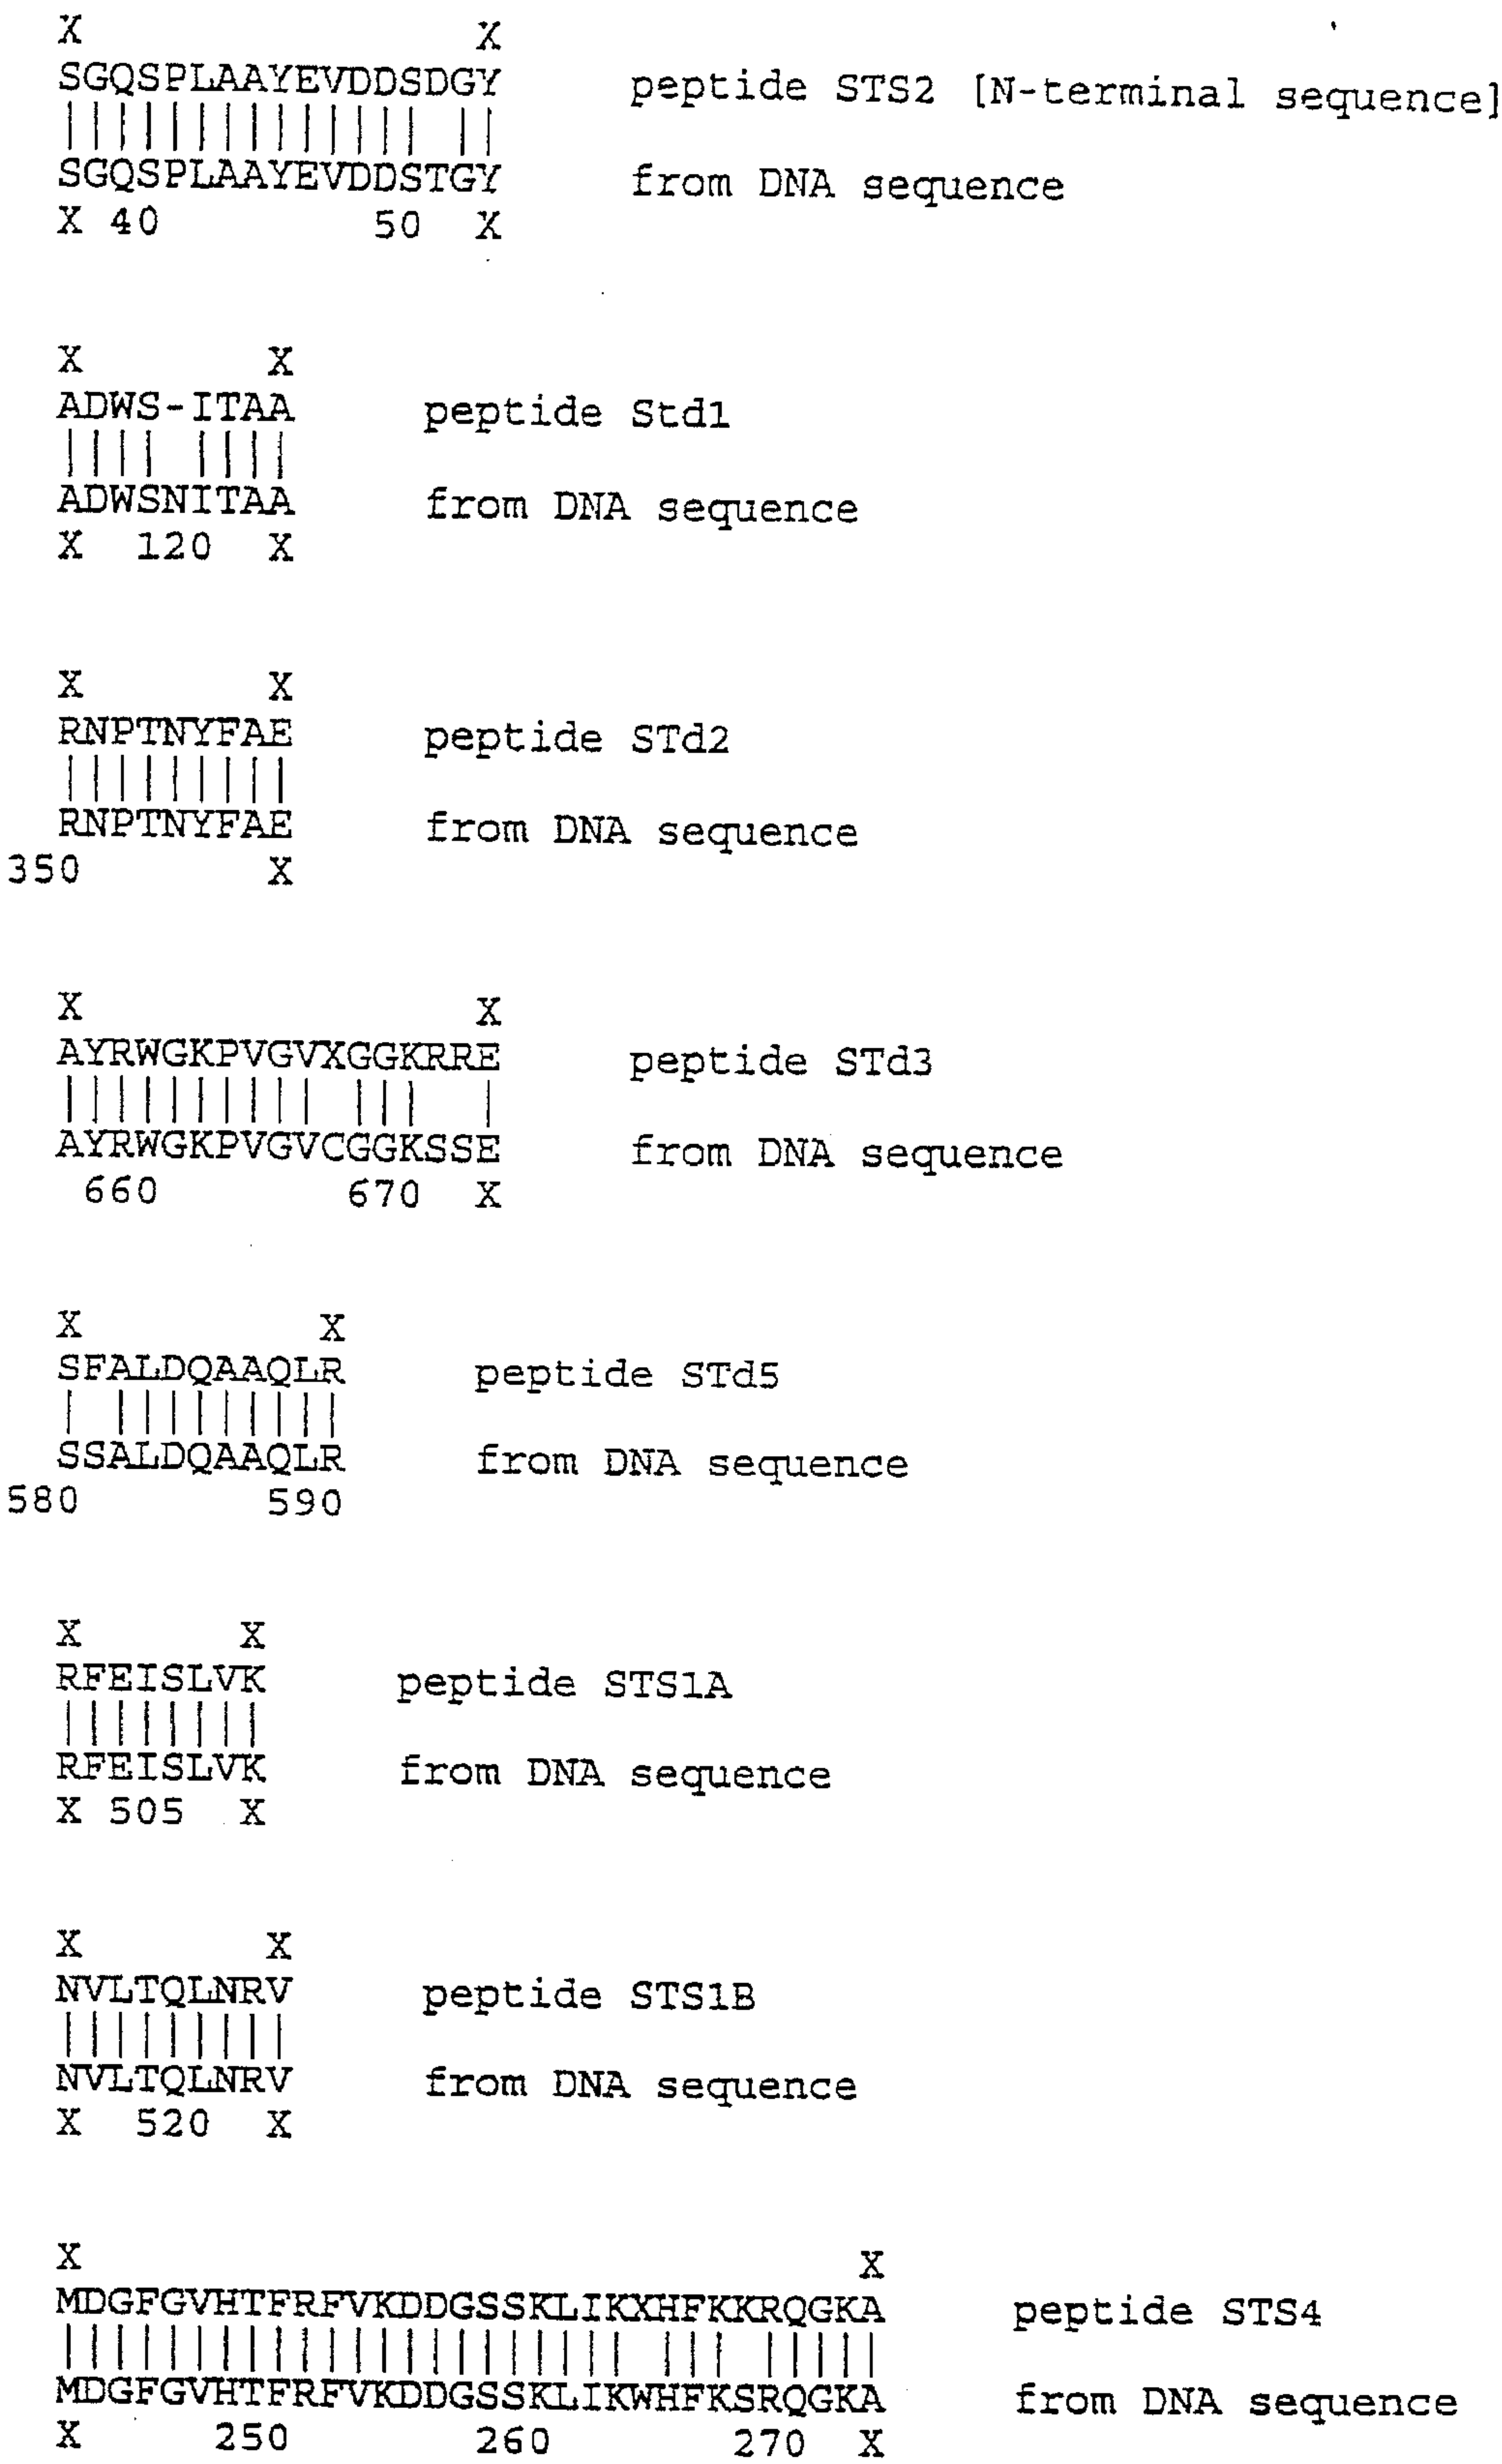 X X
SGQSPLAAYEVDDSDGY peptide STS2 [N-terminal sequence]
||||||||||||||  ||
SGQSPLAAYEVDDSTGY from DNA sequence
X 40 50 X
X X
ADWS-ITAA peptide Std1
|||| ||||
ADWSNITAA from DNA sequence
X 120 X
X X
RNPTNYFAE peptide STd2
|||||||||
RNPTNYFAE from DNA sequence
350 X
X X
AYRWGKPVGVXGGKRRE peptide STd3
|||||||||| |||  |
AYRWGKPVGVCGGKSSE from DNA sequence
660 670 X
X X
SFALDQAAQLR peptide STd5
| |||||||||
SSALDQAAQLR from DNA sequence
580 590
X X
RFEISLVK peptide STS1A
||||||||
RFEISLVK from DNA sequence
X 505 X
X X
NVLTQLNRV peptide STS1B
|||||||||
NVLTQLNRV from DNA sequence
X 520 X
X X
MDGFGVHTFRFVKDDGSSKLIKXHFKKRQGKA peptide STS4
|||||||||||||||||||||| ||| |||||
MDGFGVHTFRFVKDDGSSKLIKWHFKSRQGKA from DNA sequence
X 250 260 270 X